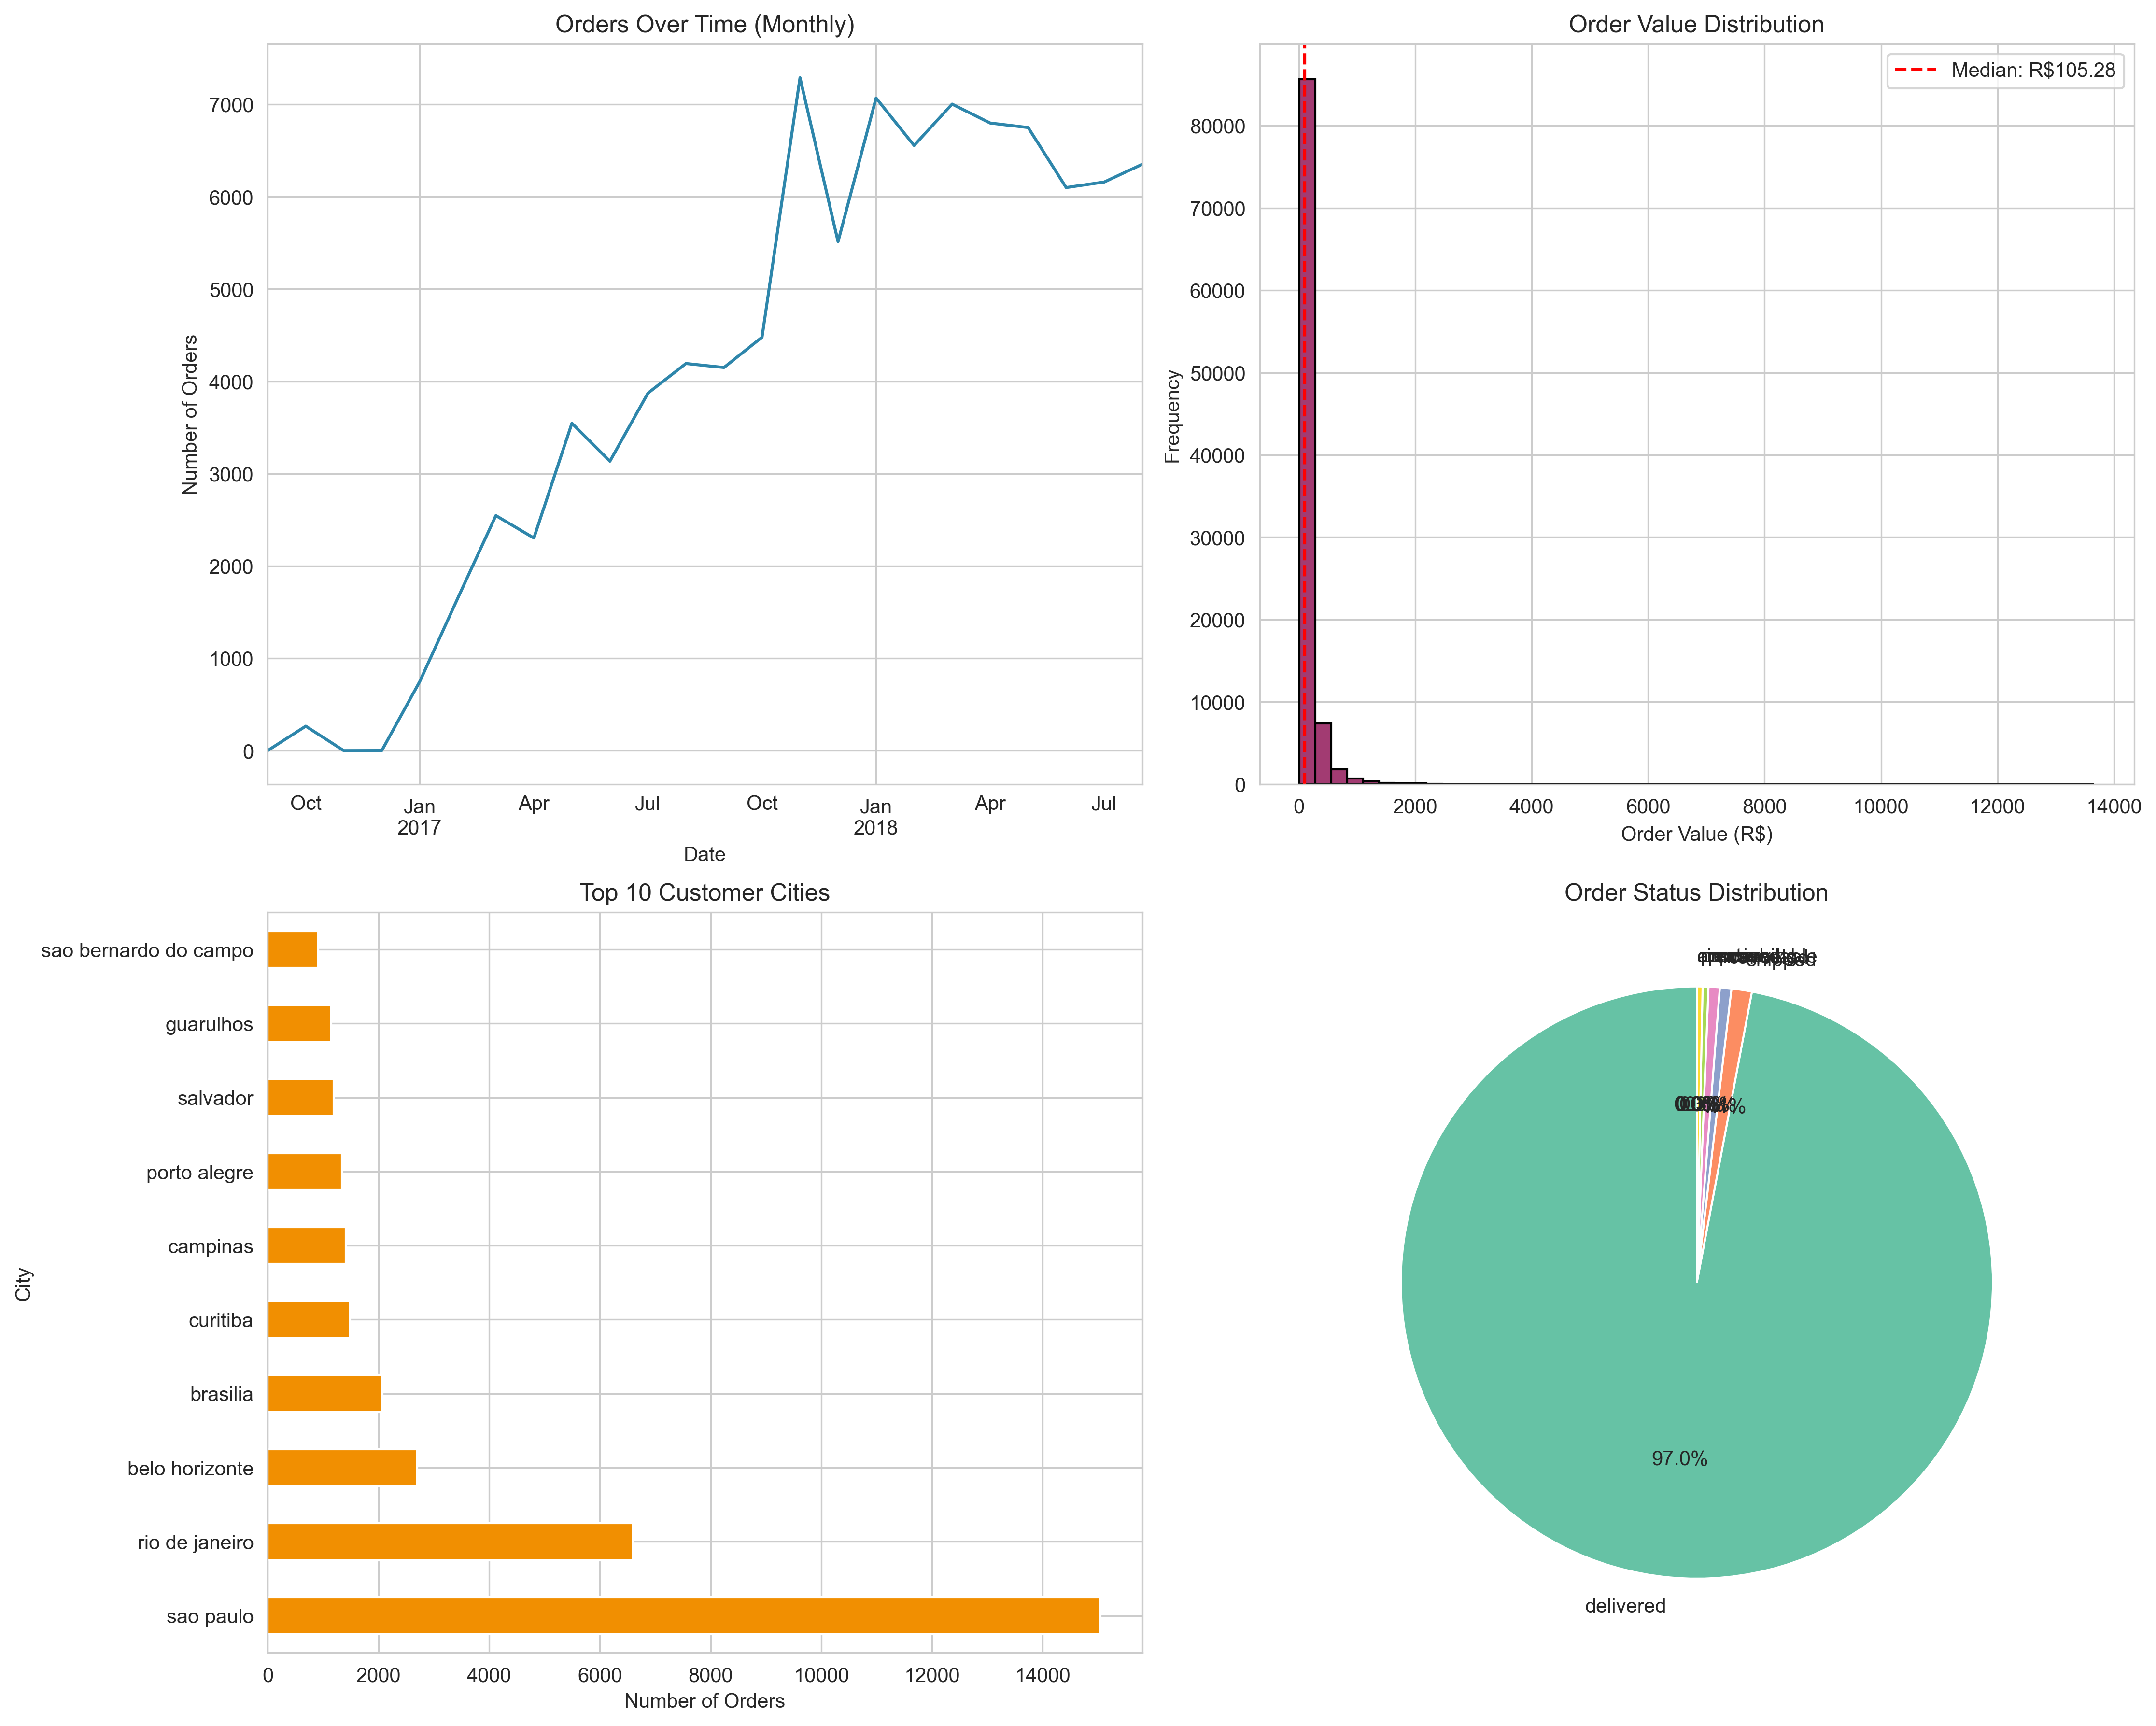 Orders Over Time (Monthly)
Number of Orders
7000
6000
5000
4000
3000
2000
1000
0
Oct
Jan
2017
Apr
Jul
Oct
Jan
2018
Apr
Jul
Date
Order Value Distribution
Median: R$105.28
Frequency
80000
70000
60000
50000
40000
30000
20000
10000
0
0
2000
4000
6000
8000
10000
12000
14000
Order Value (R$)
Top 10 Customer Cities
City
sao bernardo do campo
guarulhos
salvador
porto alegre
campinas
curitiba
brasilia
belo horizonte
rio de janeiro
sao paulo
0
2000
4000
6000
8000
10000
12000
14000
Number of Orders
Order Status Distribution
shipped
97.0%
delivered